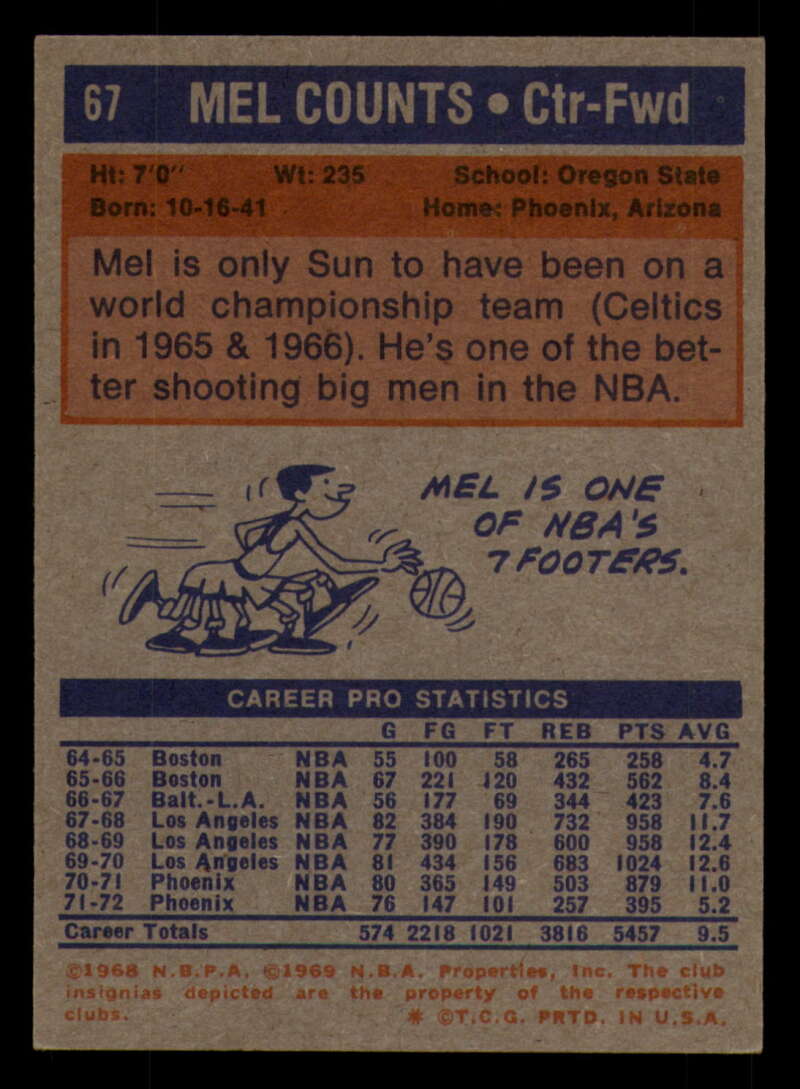 67 MEL COUNTS • Ctr-Fwd
Ht: 7'0" Wt: 235 School: Oregon State
Born: 10-16-41 Home: Phoenix, Arizona
Mel is only Sun to have been on a
world championship team (Celtics
in 1965 & 1966). He's one of the bet-
ter shooting big men in the NBA.
MEL IS ONE
OF NBA'S
7 FOOTERS.
CAREER PRO STATISTICS
G FG FT REB PTS AVG
64-65 Boston NBA 55 100 58 265 258 4.7
65-66 Boston NBA 67 221 120 432 562 8.4
66-67 Balt.-L.A. NBA 56 177 69 344 423 7.6
67-68 Los Angeles NBA 82 384 190 732 958 11.7
68-69 Los Angeles NBA 77 390 178 600 958 12.4
69-70 Los Angeles NBA 81 434 156 683 1024 12.6
70-71 Phoenix NBA 80 365 149 503 879 11.0
71-72 Phoenix NBA 76 147 101 257 395 5.2
Career Totals 574 2218 1021 3816 5457 9.5
©1968 N.B.P.A. ©1969 N.B.A. Properties, Inc. The club
insignias depicted are the property of the respective
clubs. * ©T.C.G. PRTD. IN U.S.A.